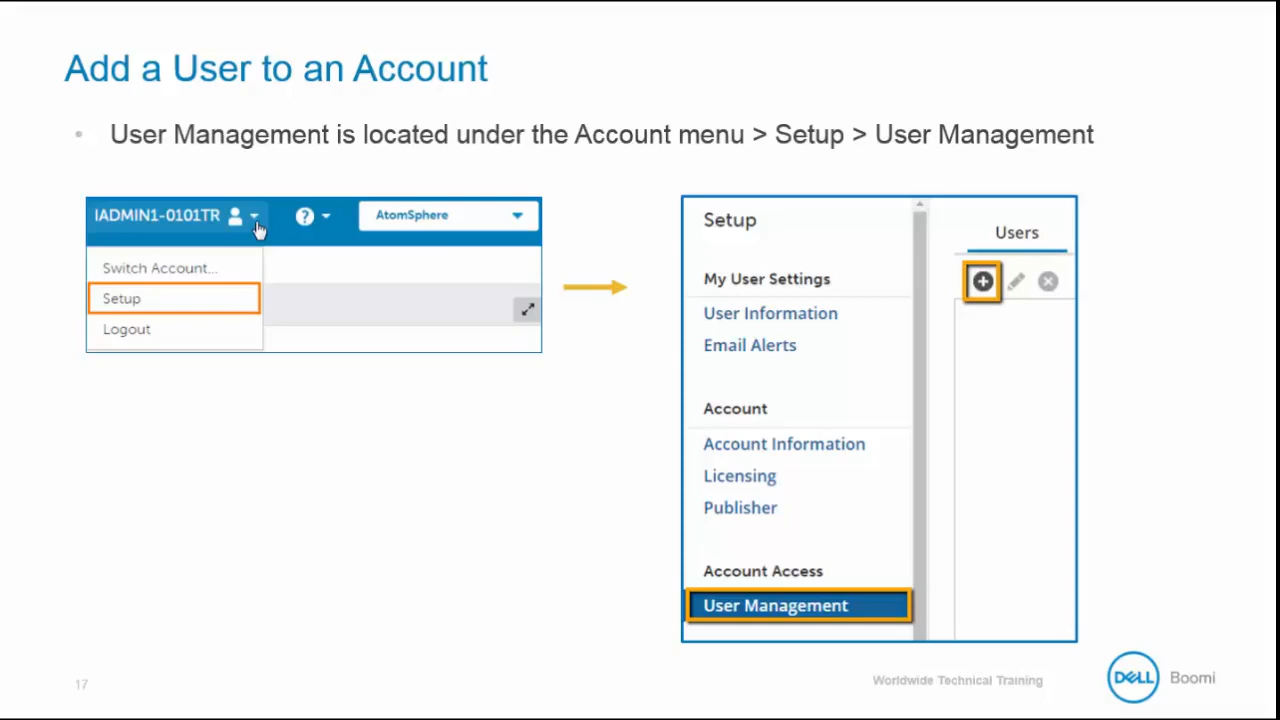 Add a User to an Account
• User Management is located under the Account menu > Setup > User Management
IADMIN1-0101TR
?
AtomSphere
Switch Account...
Setup
Logout
Setup
My User Settings
User Information
Email Alerts
Account
Account Information
Licensing
Publisher
Account Access
User Management
Users
17
Worldwide Technical Training
DELL Boomi